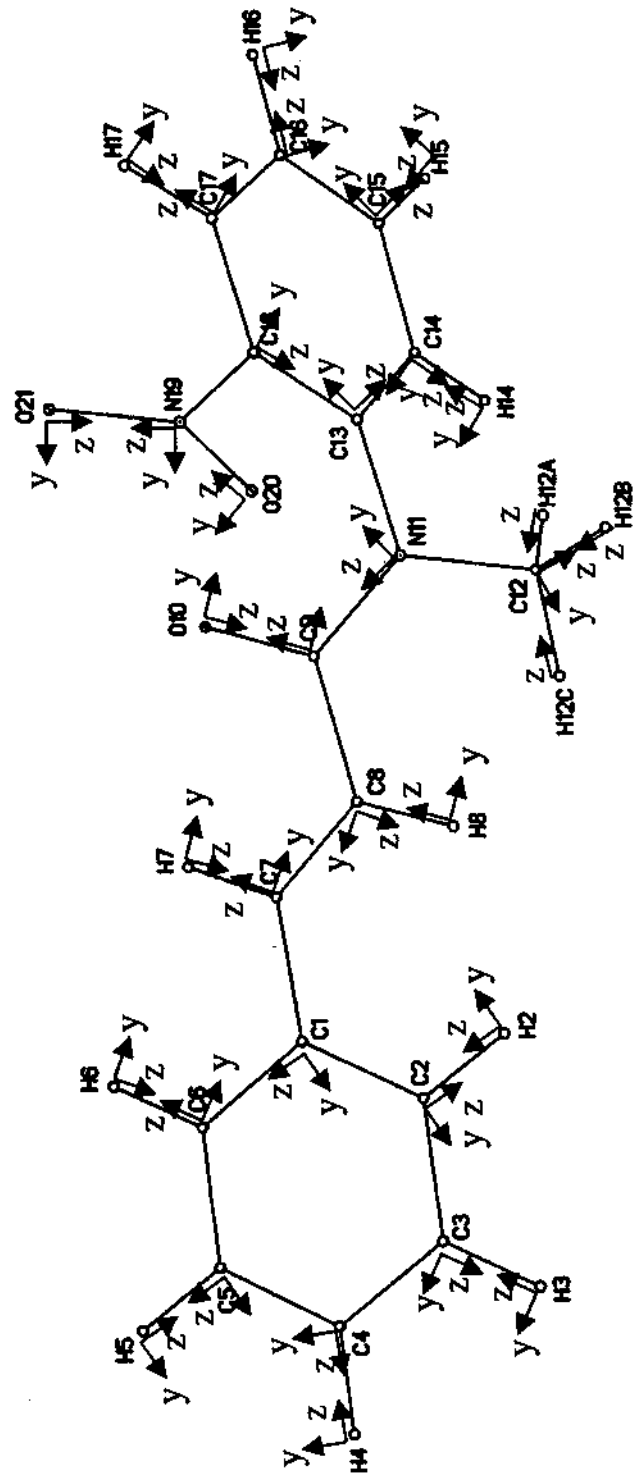 H4
y
z
C4
y
z
H5
z
y
C5
z
H3
y
z
C3
y
z
C6
z
y
H6
y
z
C2
z
y
H2
y
z
C1
z
y
C7
z
y
H7
y
z
C8
y
z
H8
z
y
C9
z
O10
y
z
H12C
z
C12
y
z
H12B
z
H12A
z
N11
y
z
O20
y
z
N19
y
z
O21
y
z
C13
y
z
C14
z
H14
y
z
C18
y
z
C15
y
z
H15
y
z
C17
y
z
H17
y
z
C16
y
z
H16
y
z